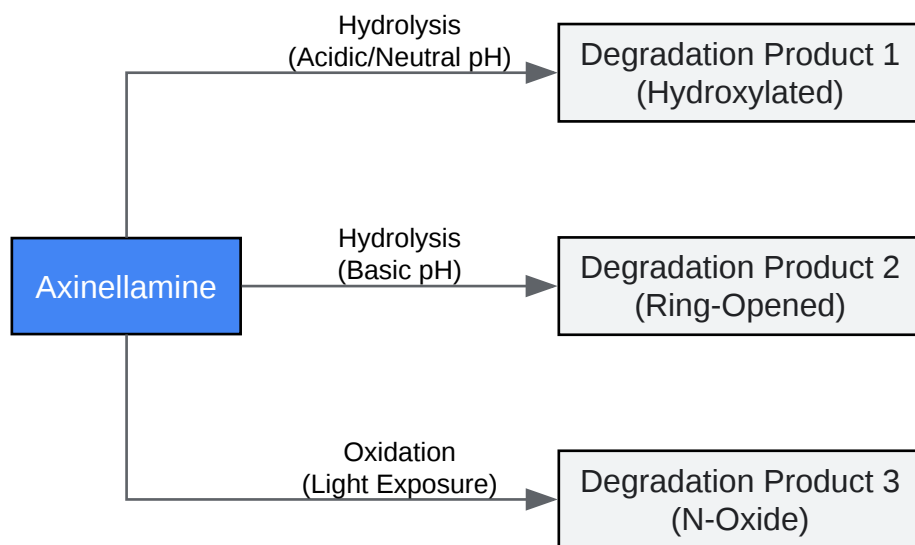 Hydrolysis
(Acidic/Neutral pH)
Degradation Product 1
(Hydroxylated)
Axinellamine
Hydrolysis
(Basic pH)
Degradation Product 2
(Ring-Opened)
Oxidation
(Light Exposure)
Degradation Product 3
(N-Oxide)